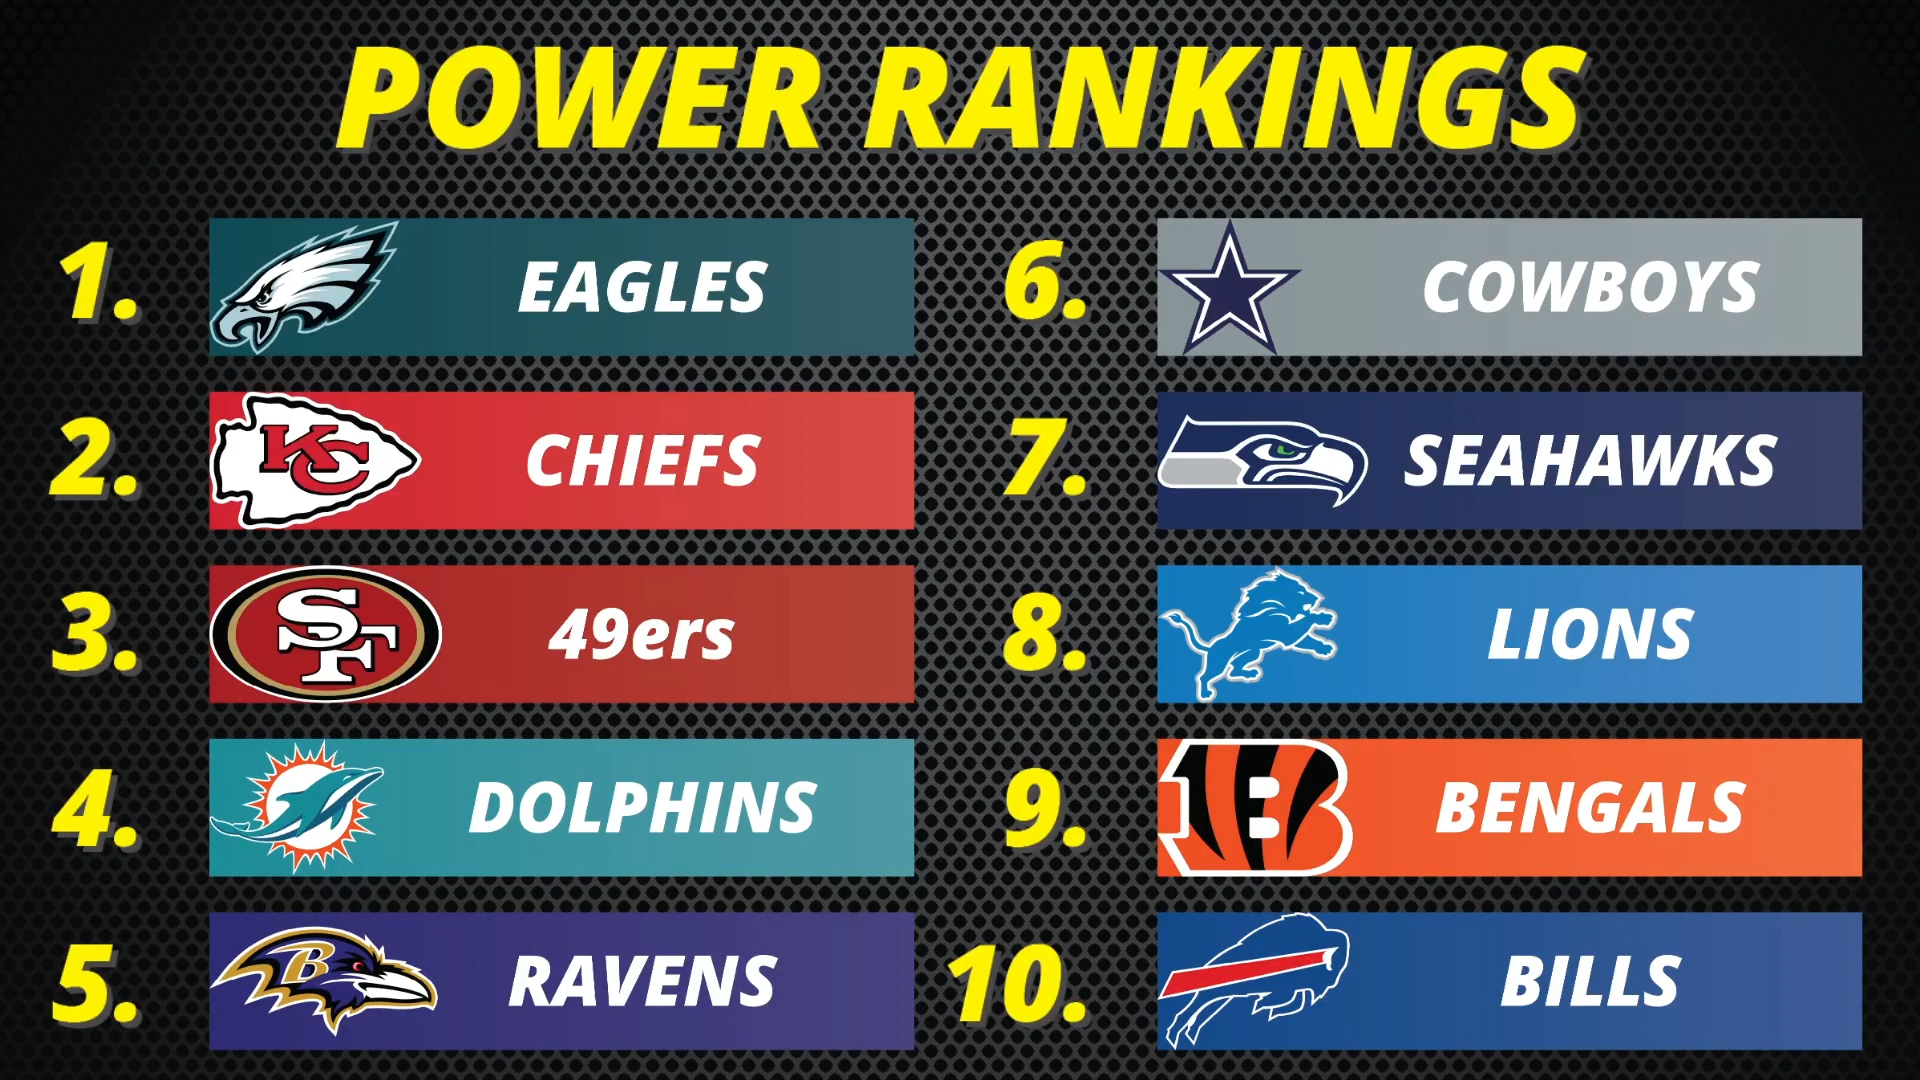 POWER RANKINGS
1. EAGLES
2. KC CHIEFS
3. SF 49ers
4. DOLPHINS
5. B RAVENS
6. COWBOYS
7. SEAHAWKS
8. LIONS
9. B BENGALS
10. BILLS